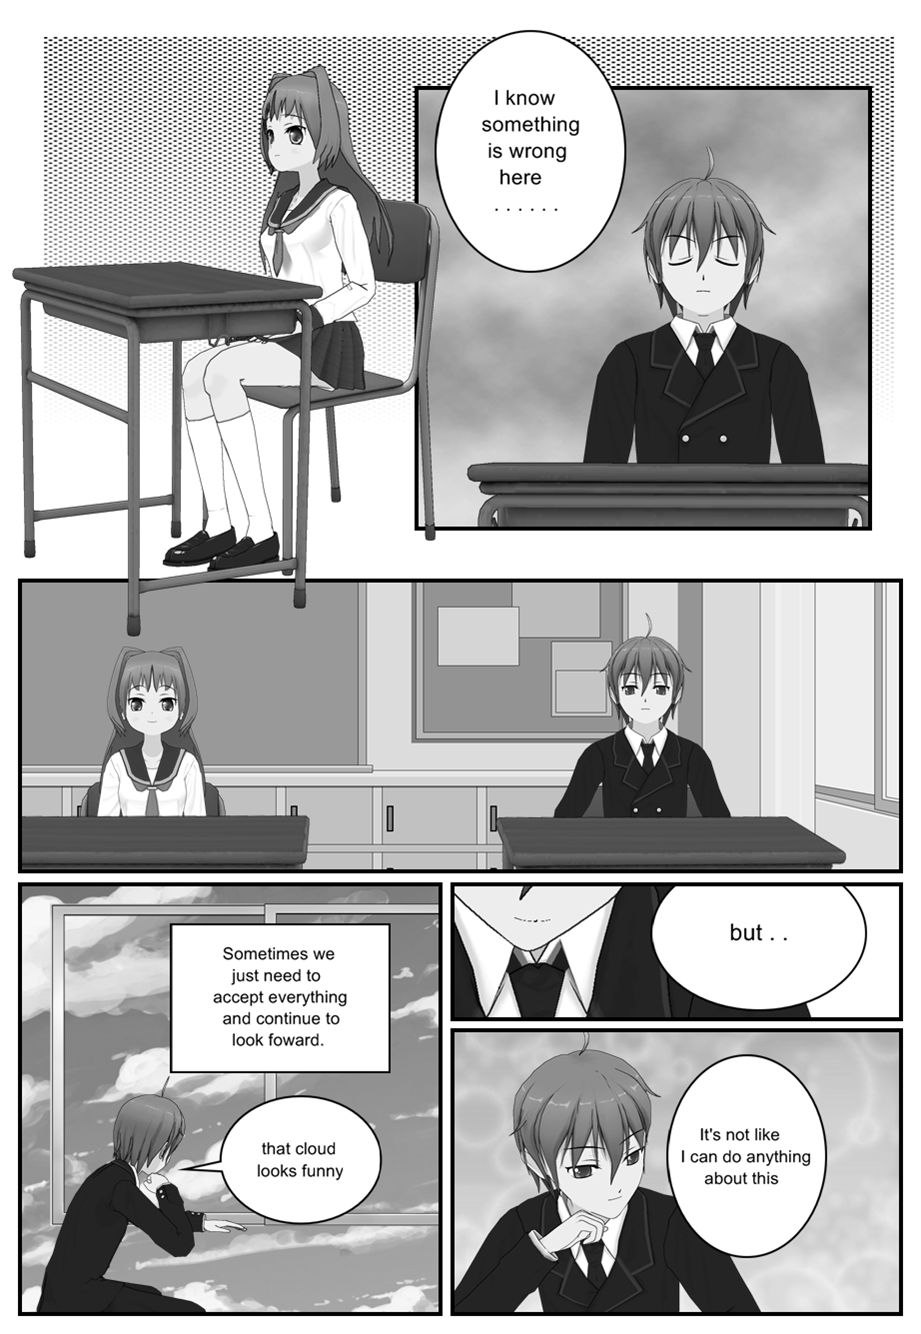 I know
something
is wrong
here
. . . . . .
but . .
It's not like
I can do anything
about this
Sometimes we
just need to
accept everything
and continue to
look foward.
that cloud
looks funny